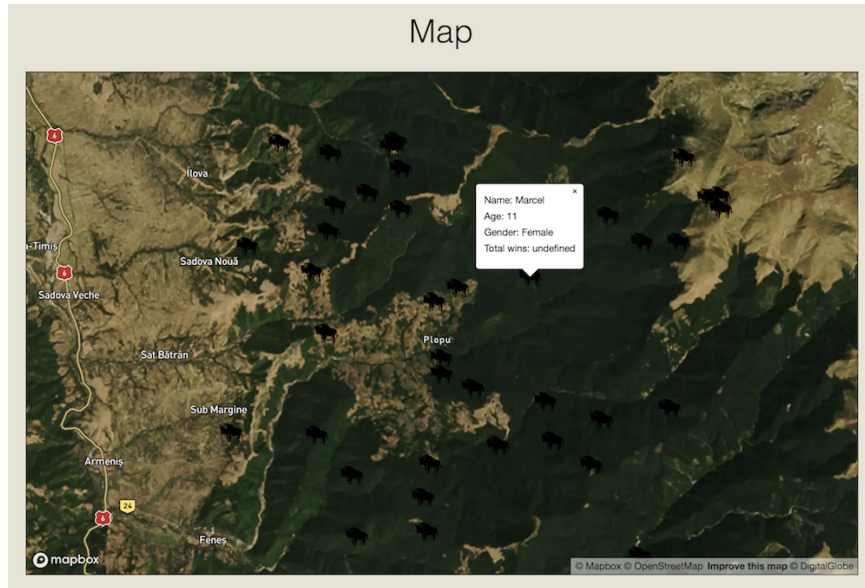 Map
6
Ilova
×
Name: Marcel
Age: 11
Gender: Female
Total wins: undefined
a-Timiș
Sadova Nouă
6
Sadova Veche
Plopu
Sat Bătrân
Sub Margine
Armeniș
24
6
Feneș
mapbox
© Mapbox © OpenStreetMap Improve this map © DigitalGlobe